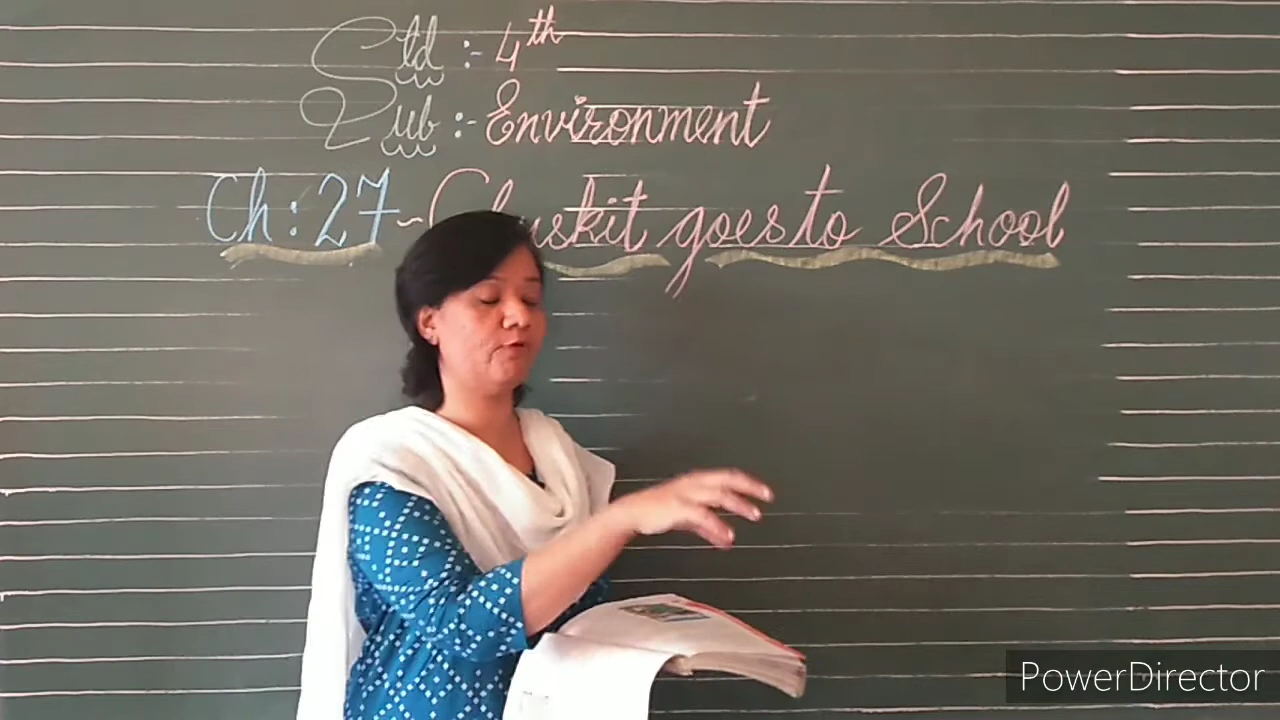 Std :- 4th
Sub :- Environment
Ch : 27 - Chuskit goes to School
PowerDirector